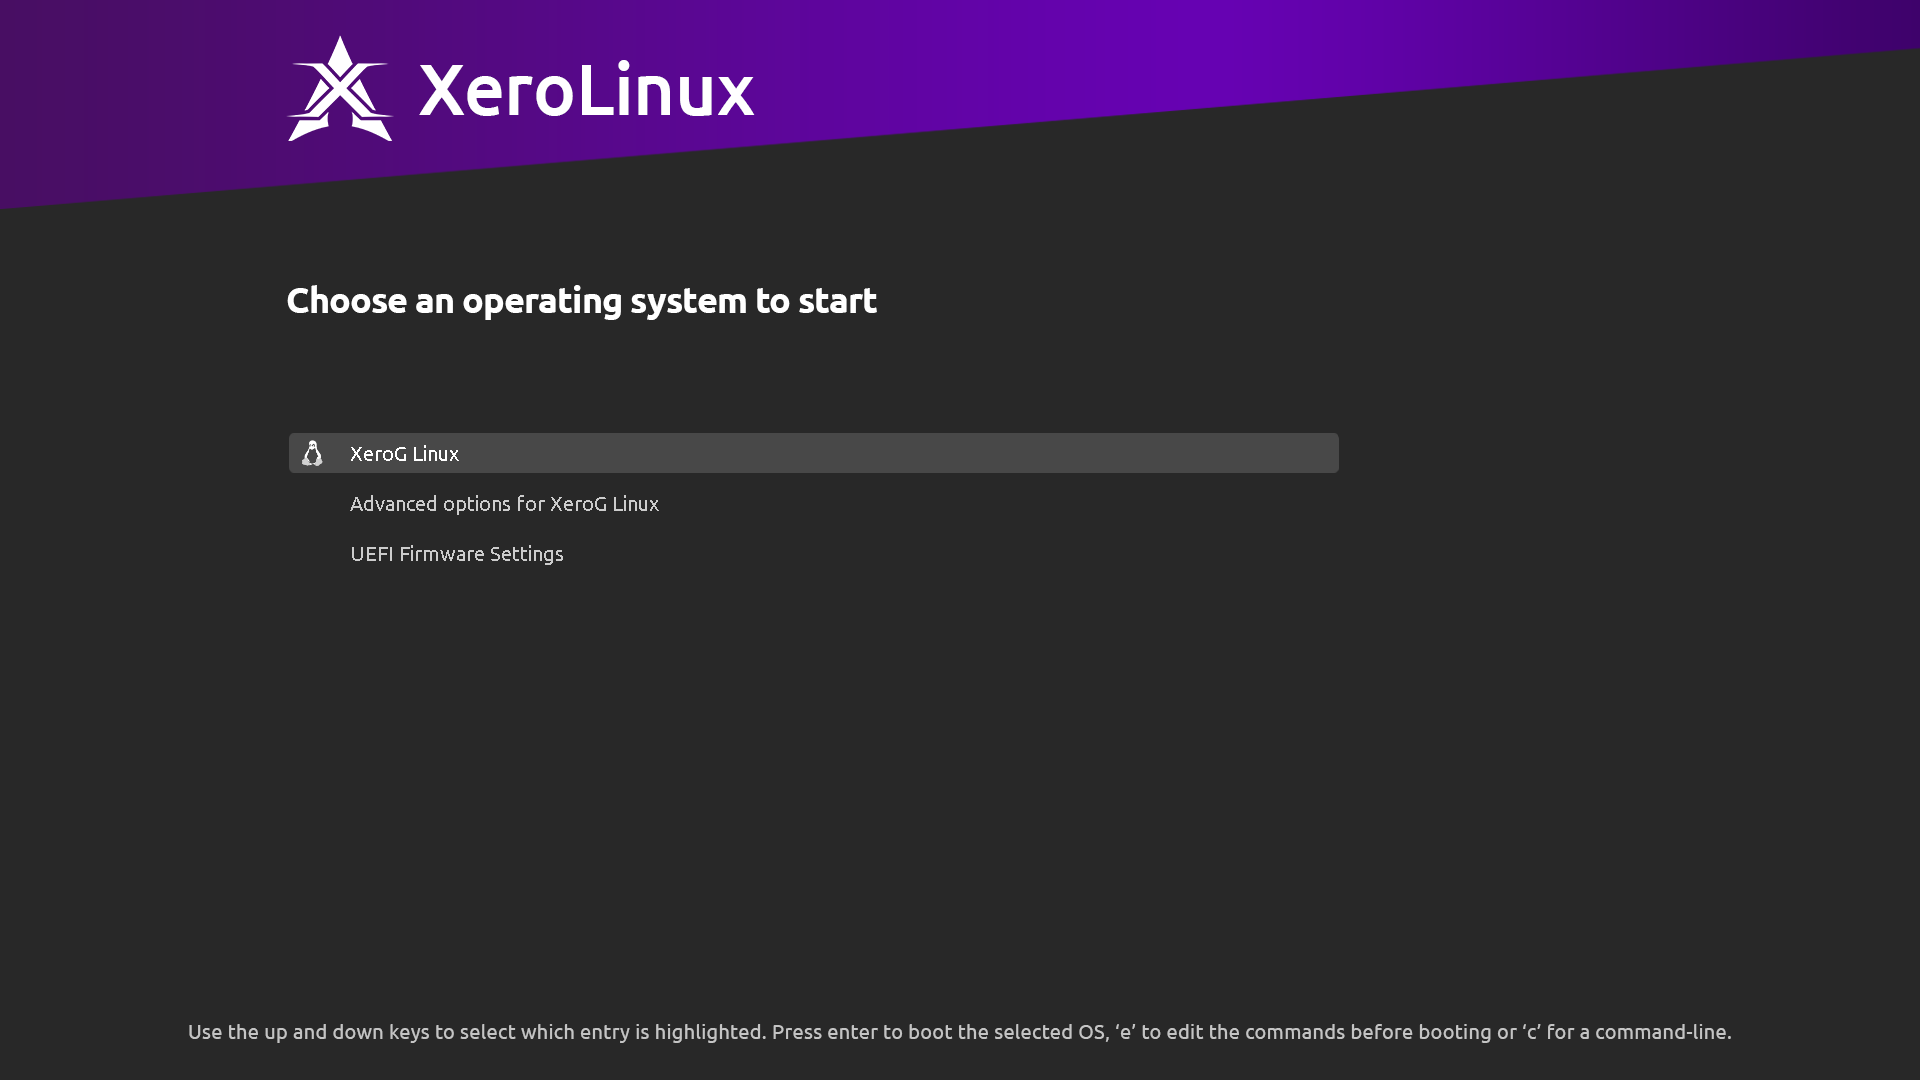 XeroLinux
Choose an operating system to start
XeroG Linux
Advanced options for XeroG Linux
UEFI Firmware Settings
Use the up and down keys to select which entry is highlighted. Press enter to boot the selected OS, ‘e’ to edit the commands before booting or ‘c’ for a command-line.